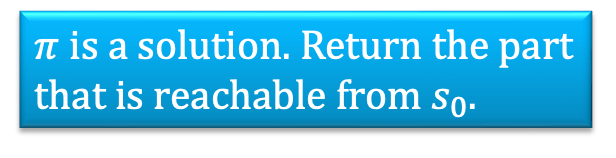 π is a solution. Return the part
that is reachable from s₀.